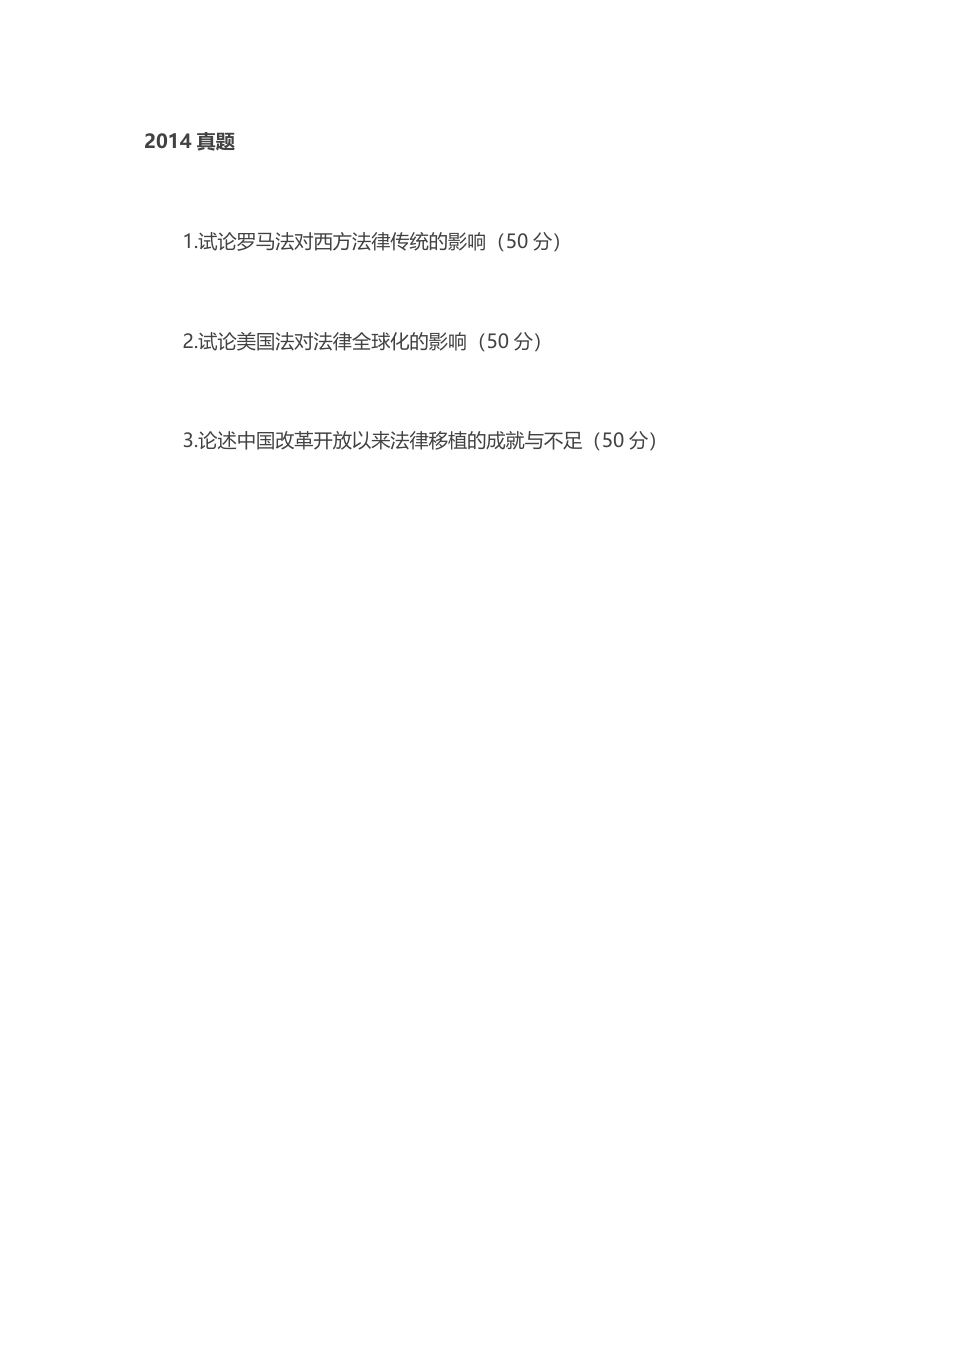 2014 真题
1.试论罗马法对西方法律传统的影响（50 分）
2.试论美国法对法律全球化的影响（50 分）
3.论述中国改革开放以来法律移植的成就与不足（50 分）